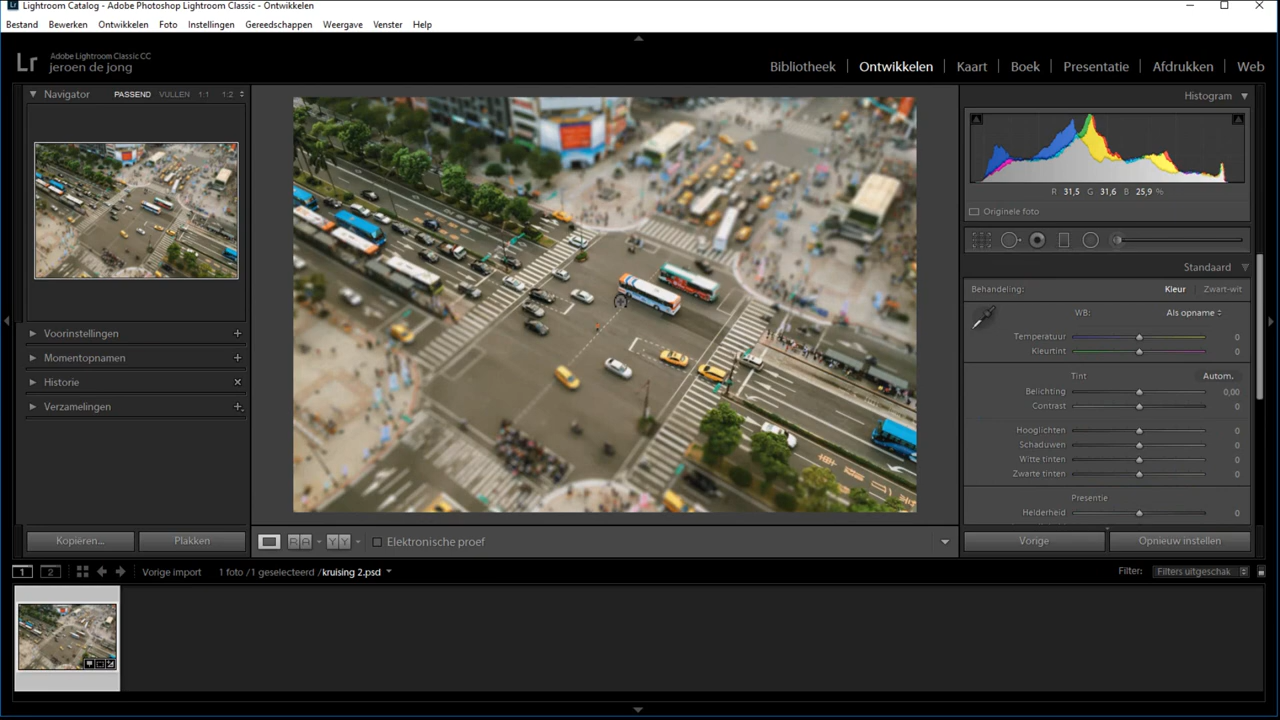 Lightroom Catalog - Adobe Photoshop Lightroom Classic - Ontwikkelen
Bestand Bewerken Ontwikkelen Foto Instellingen Gereedschappen Weergave Venster Help
Lr Adobe Lightroom Classic CC
jeroen de jong
Bibliotheek Ontwikkelen Kaart Boek Presentatie Afdrukken Web
Navigator PASSEND VULLEN 1:1 1:2
Voorinstellingen
Momentopnamen
Historie
Verzamelingen
Kopiëren... Plakken
Elektronische proef
Histogram
R 31,5 G 31,6 B 25,9 %
Originele foto
Standaard
Behandeling: Kleur Zwart-wit
WB: Als opname
Temperatuur 0
Kleurtint 0
Tint Autom.
Belichting 0,00
Contrast 0
Hooglichten 0
Schaduwen 0
Witte tinten 0
Zwarte tinten 0
Presentie
Helderheid 0
Vorige Opnieuw instellen
1 2 Vorige import 1 foto /1 geselecteerd /kruising 2.psd Filter: Filters uitgeschak